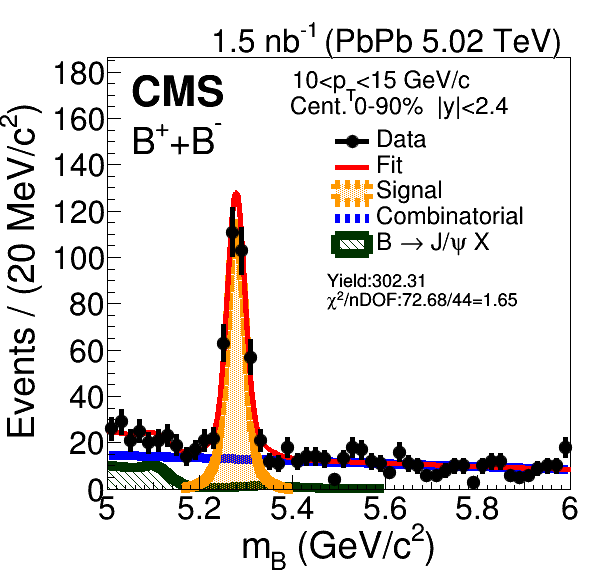 1.5 nb⁻¹ (PbPb 5.02 TeV)
CMS
B⁺+B⁻
10<p_T<15 GeV/c
Cent. 0-90% |y|<2.4
Data
Fit
Signal
Combinatorial
B → J/ψ X
Yield:302.31
χ²/nDOF:72.68/44=1.65
Events / (20 MeV/c²)
180
160
140
120
100
80
60
40
20
0
5
5.2
5.4
5.6
5.8
6
m_B (GeV/c²)